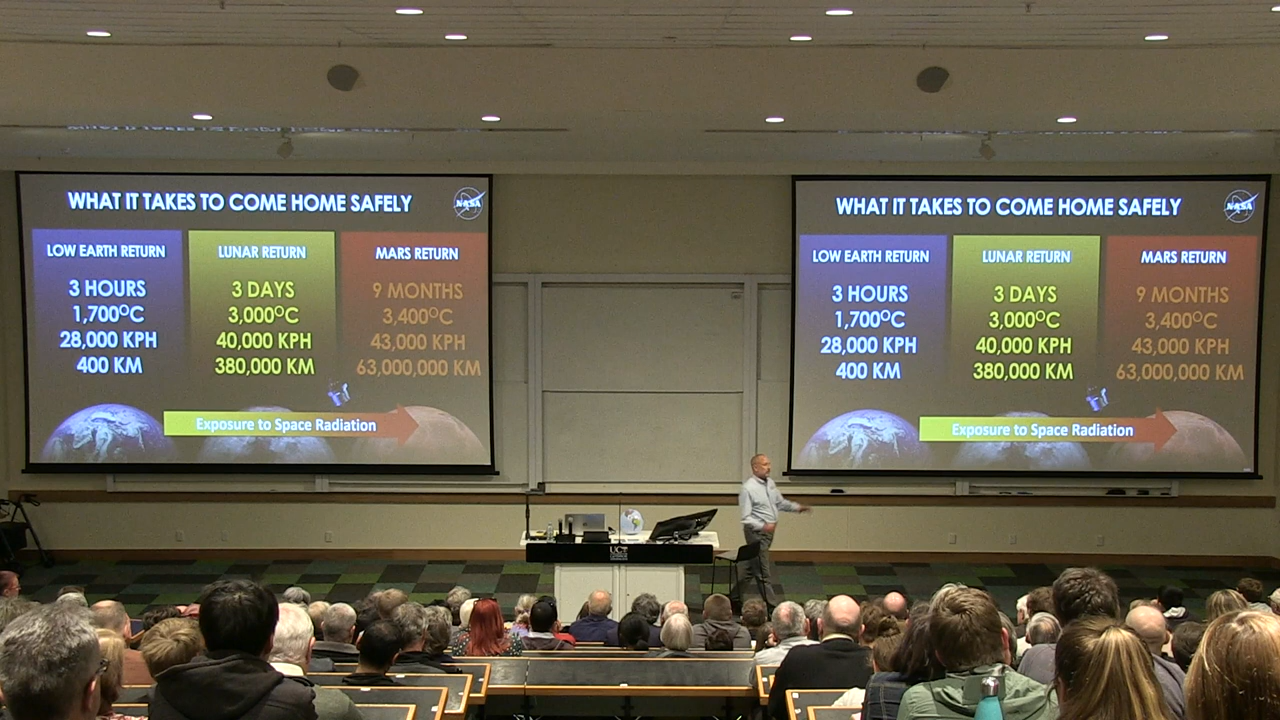 WHAT IT TAKES TO COME HOME SAFELY
NASA
LOW EARTH RETURN
3 HOURS
1,700°C
28,000 KPH
400 KM
LUNAR RETURN
3 DAYS
3,000°C
40,000 KPH
380,000 KM
MARS RETURN
9 MONTHS
3,400°C
43,000 KPH
63,000,000 KM
Exposure to Space Radiation
WHAT IT TAKES TO COME HOME SAFELY
NASA
LOW EARTH RETURN
3 HOURS
1,700°C
28,000 KPH
400 KM
LUNAR RETURN
3 DAYS
3,000°C
40,000 KPH
380,000 KM
MARS RETURN
9 MONTHS
3,400°C
43,000 KPH
63,000,000 KM
Exposure to Space Radiation
UC